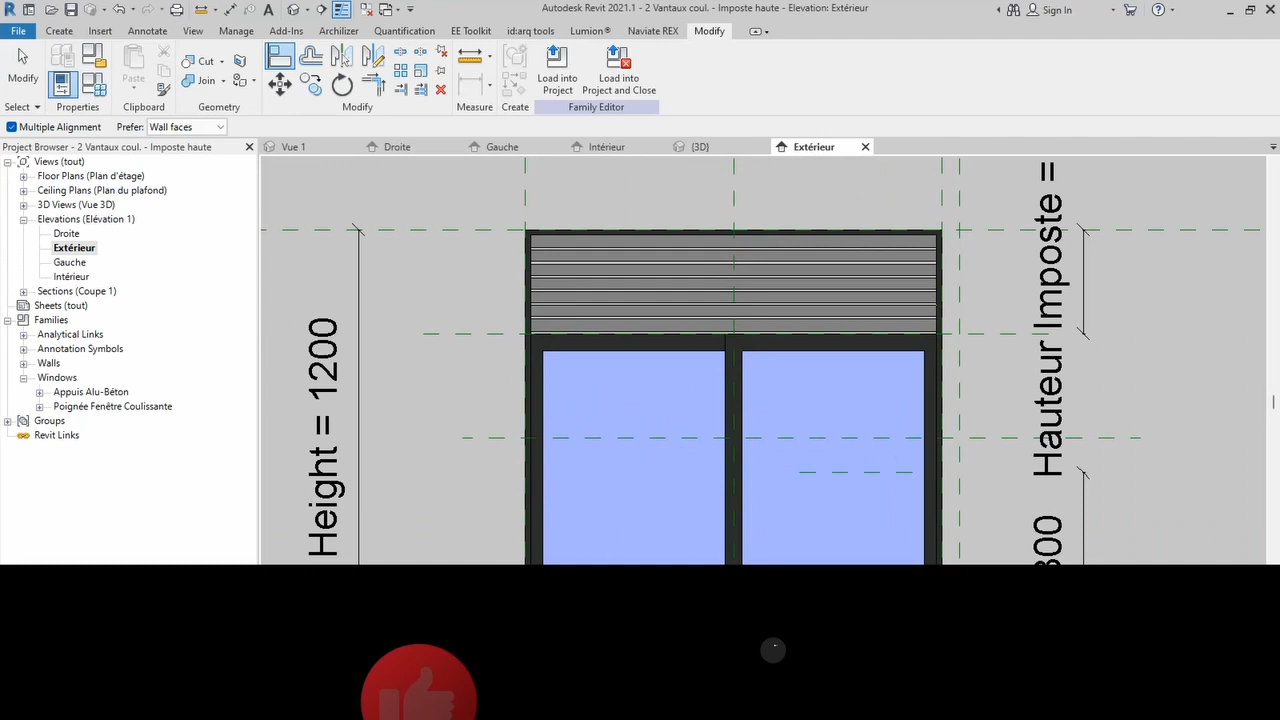 Autodesk Revit 2021.1 - 2 Vantaux coul. - Imposte haute - Elevation: Extérieur
Sign In
File Create Insert Annotate View Manage Add-Ins Archilizer Quantification EE Toolkit id:arq tools Lumion® Naviate REX Modify
Modify Paste Cut Join Load into Project Load into Project and Close
Select Properties Clipboard Geometry Modify Measure Create Family Editor
Multiple Alignment Prefer: Wall faces
Project Browser - 2 Vantaux coul. - Imposte haute
Vue 1 Droite Gauche Intérieur {3D} Extérieur
Views (tout)
Floor Plans (Plan d'étage)
Ceiling Plans (Plan du plafond)
3D Views (Vue 3D)
Elevations (Elévation 1)
Droite
Extérieur
Gauche
Intérieur
Sections (Coupe 1)
Sheets (tout)
Families
Analytical Links
Annotation Symbols
Walls
Windows
Appuis Alu-Béton
Poignée Fenêtre Coulissante
Groups
Revit Links
Height = 1200
Hauteur Imposte =